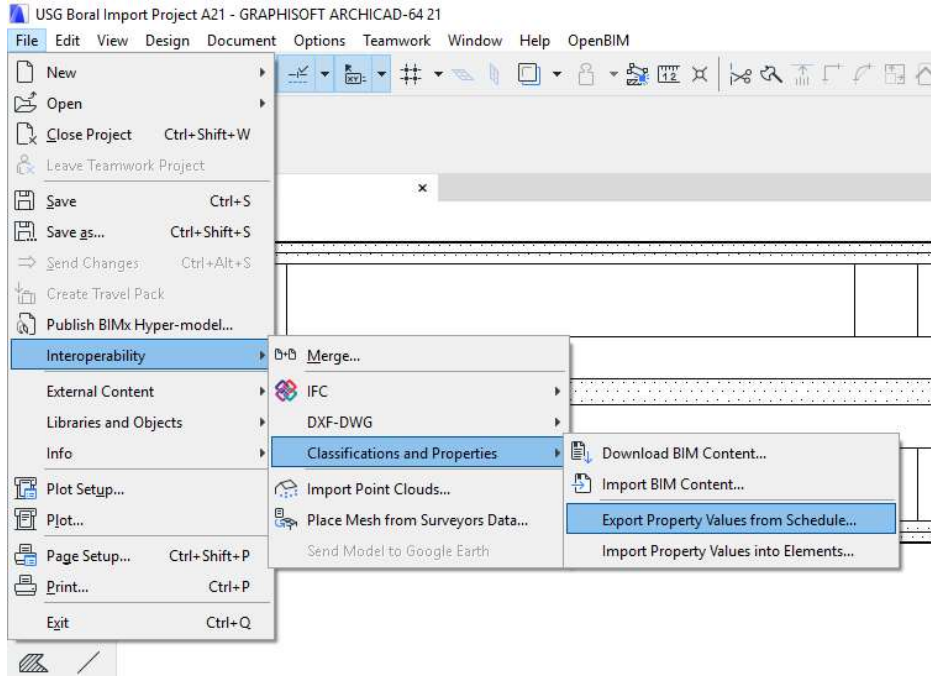 USG Boral Import Project A21 - GRAPHISOFT ARCHICAD-64 21
File Edit View Design Document Options Teamwork Window Help OpenBIM
New
Open
Close Project Ctrl+Shift+W
Leave Teamwork Project
Save Ctrl+S
Save as... Ctrl+Shift+S
Send Changes Ctrl+Alt+S
Create Travel Pack
Publish BIMx Hyper-model...
Interoperability
External Content
Libraries and Objects
Info
Plot Setup...
Plot...
Page Setup... Ctrl+Shift+P
Print... Ctrl+P
Exit Ctrl+Q
Merge...
IFC
DXF-DWG
Classifications and Properties
Import Point Clouds...
Place Mesh from Surveyors Data...
Send Model to Google Earth
Download BIM Content...
Import BIM Content...
Export Property Values from Schedule...
Import Property Values into Elements...